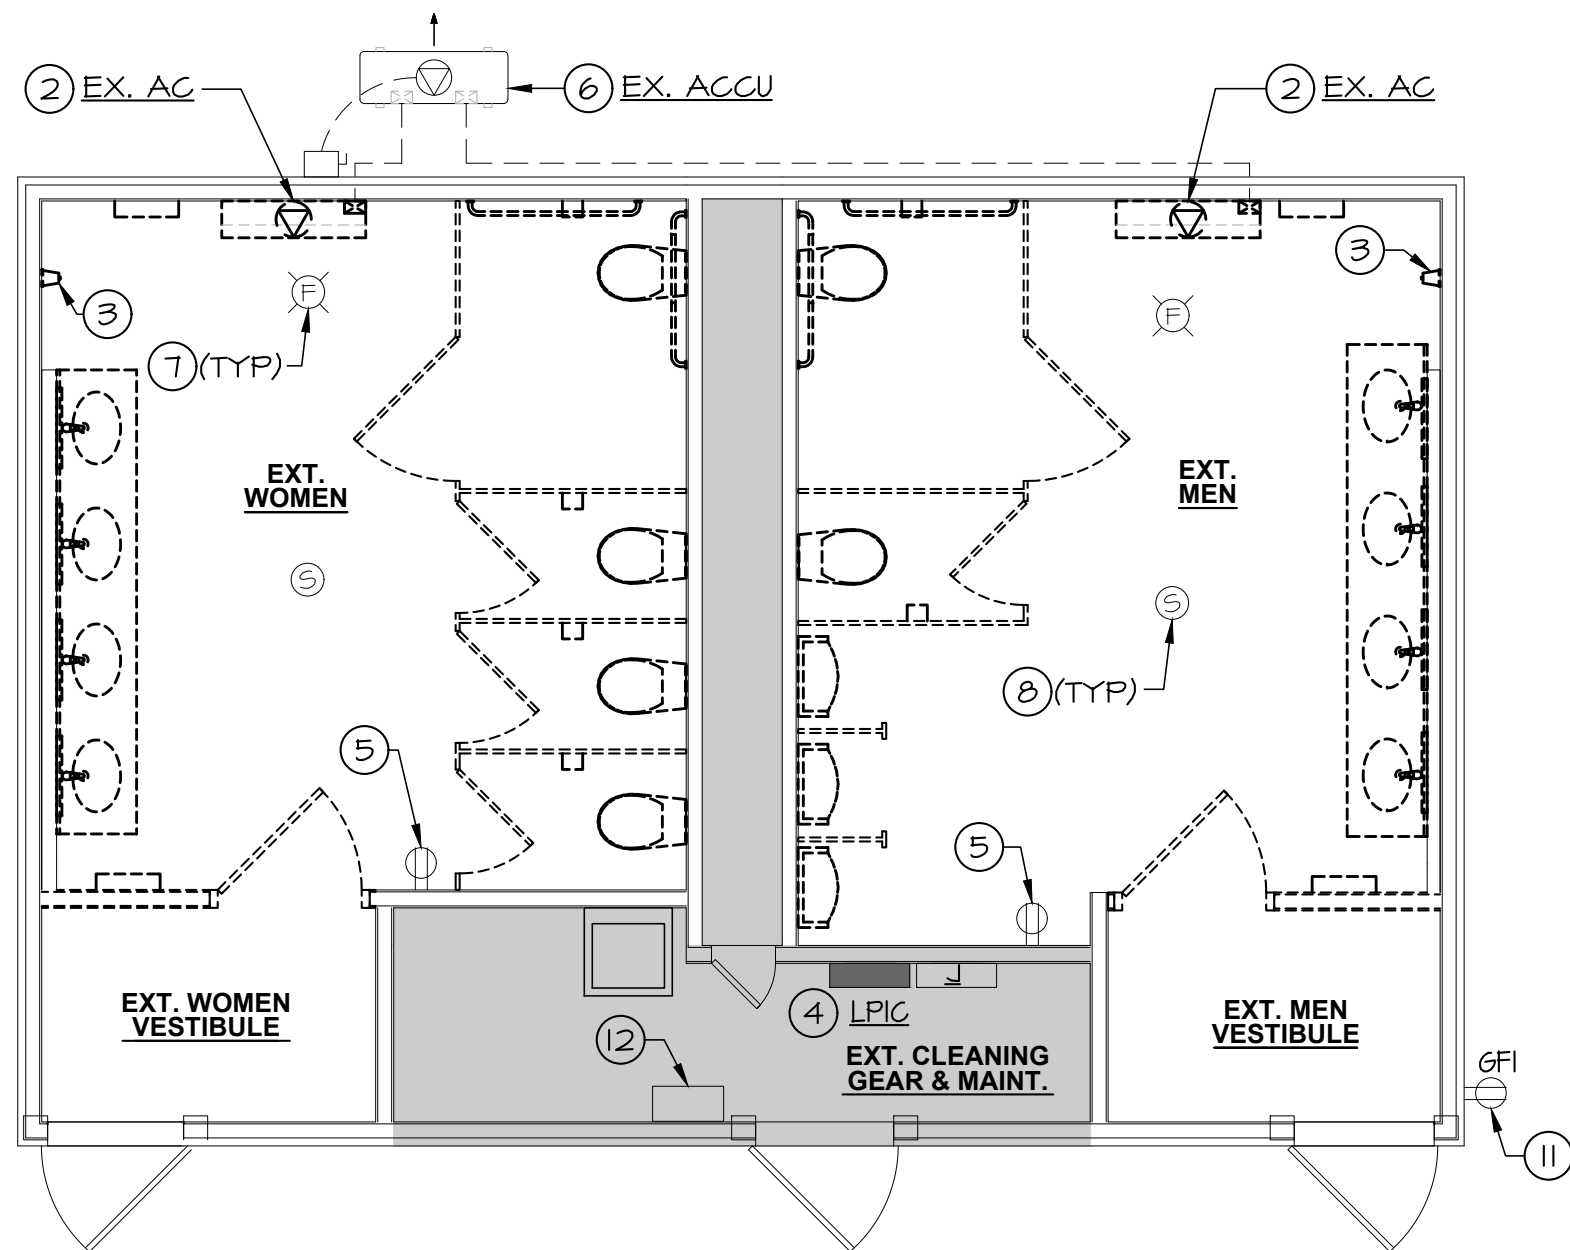 2 EX. AC
6 EX. ACCU
2 EX. AC
3
F
7 (TYP)
3
F
EXT.
WOMEN
EXT.
MEN
S
S
8 (TYP)
5
5
EXT. WOMEN
VESTIBULE
4 LPIC
12
EXT. CLEANING
GEAR & MAINT.
EXT. MEN
VESTIBULE
GFI
11